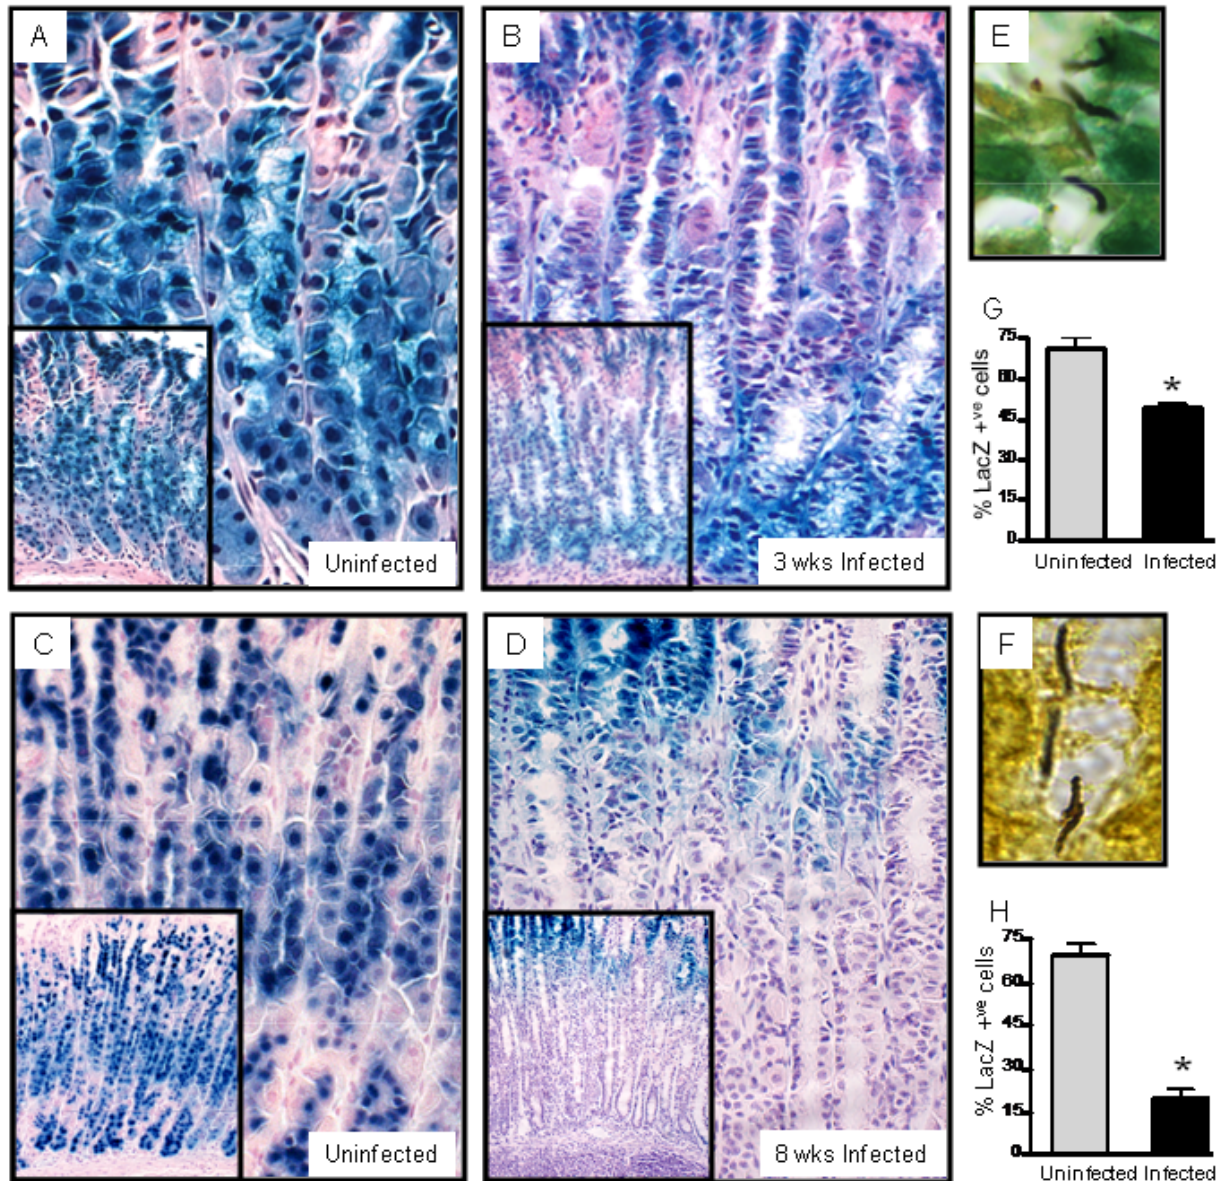 A
B
E
Uninfected
3 wks Infected
G
% LacZ +ve cells
75
60
45
30
15
0
*
Uninfected Infected
C
D
F
Uninfected
8 wks Infected
H
% LacZ +ve cells
75
60
45
30
15
0
*
Uninfected Infected